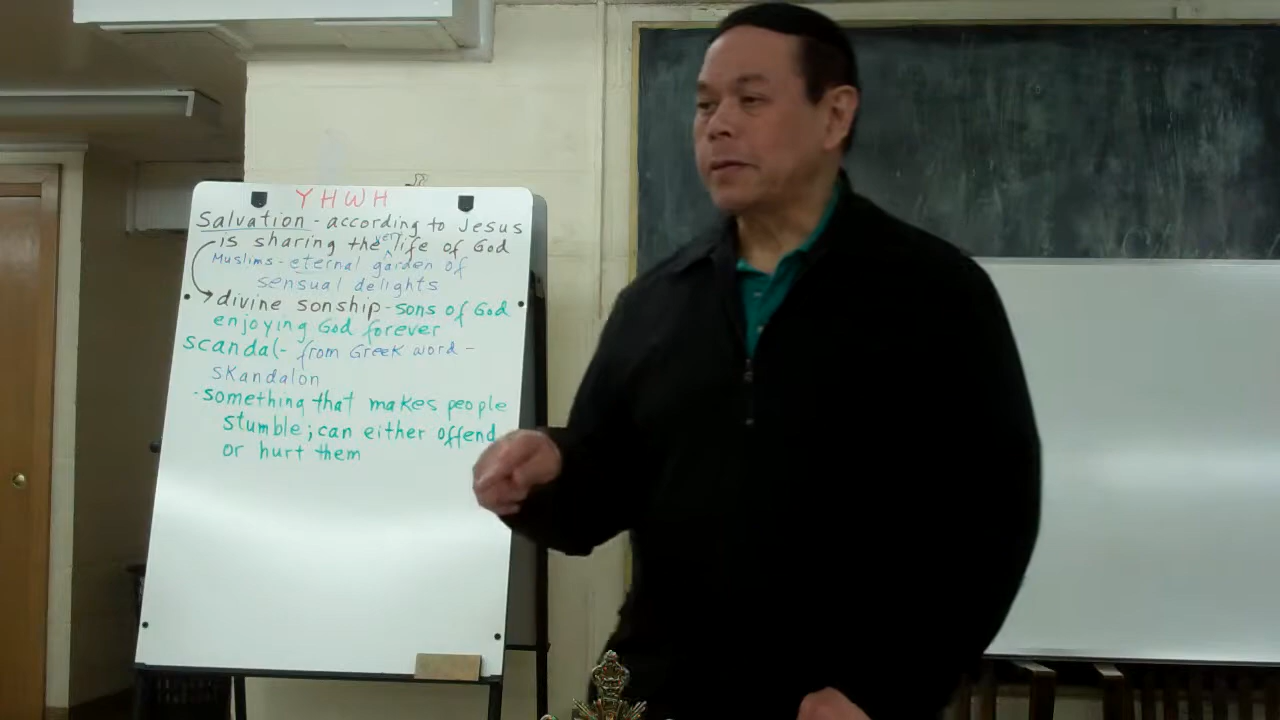 YHWH
Salvation - according to Jesus
is sharing the life of God
Muslims - eternal garden of
sensual delights
divine sonship - sons of God
enjoying God forever
scandal - from Greek word -
skandalon
- something that makes people
stumble; can either offend
or hurt them